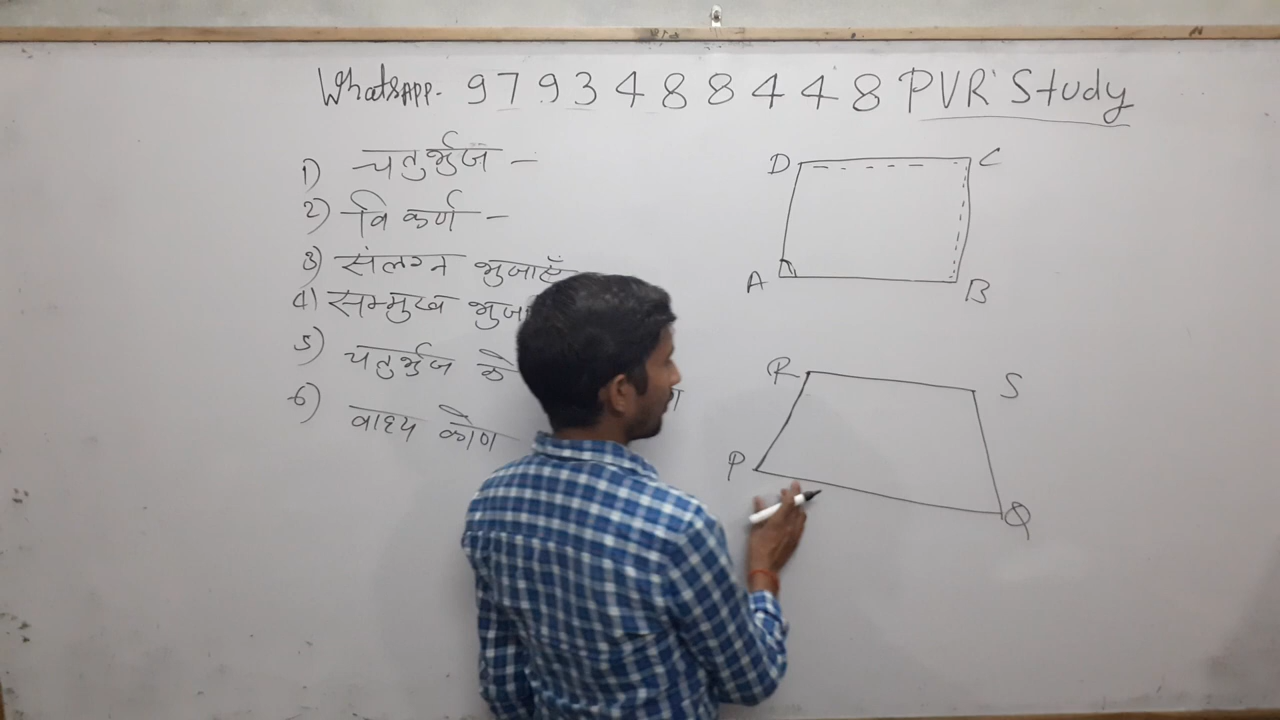 WhatsAPP. 9793488448 PVR Study
1) चतुर्भुज -
2) विकर्ण -
3) संलग्न भुजाएँ
4) सम्मुख
5) चतुर्भुज के
6) वाध्य कोण
D C
A B
R S
P Q